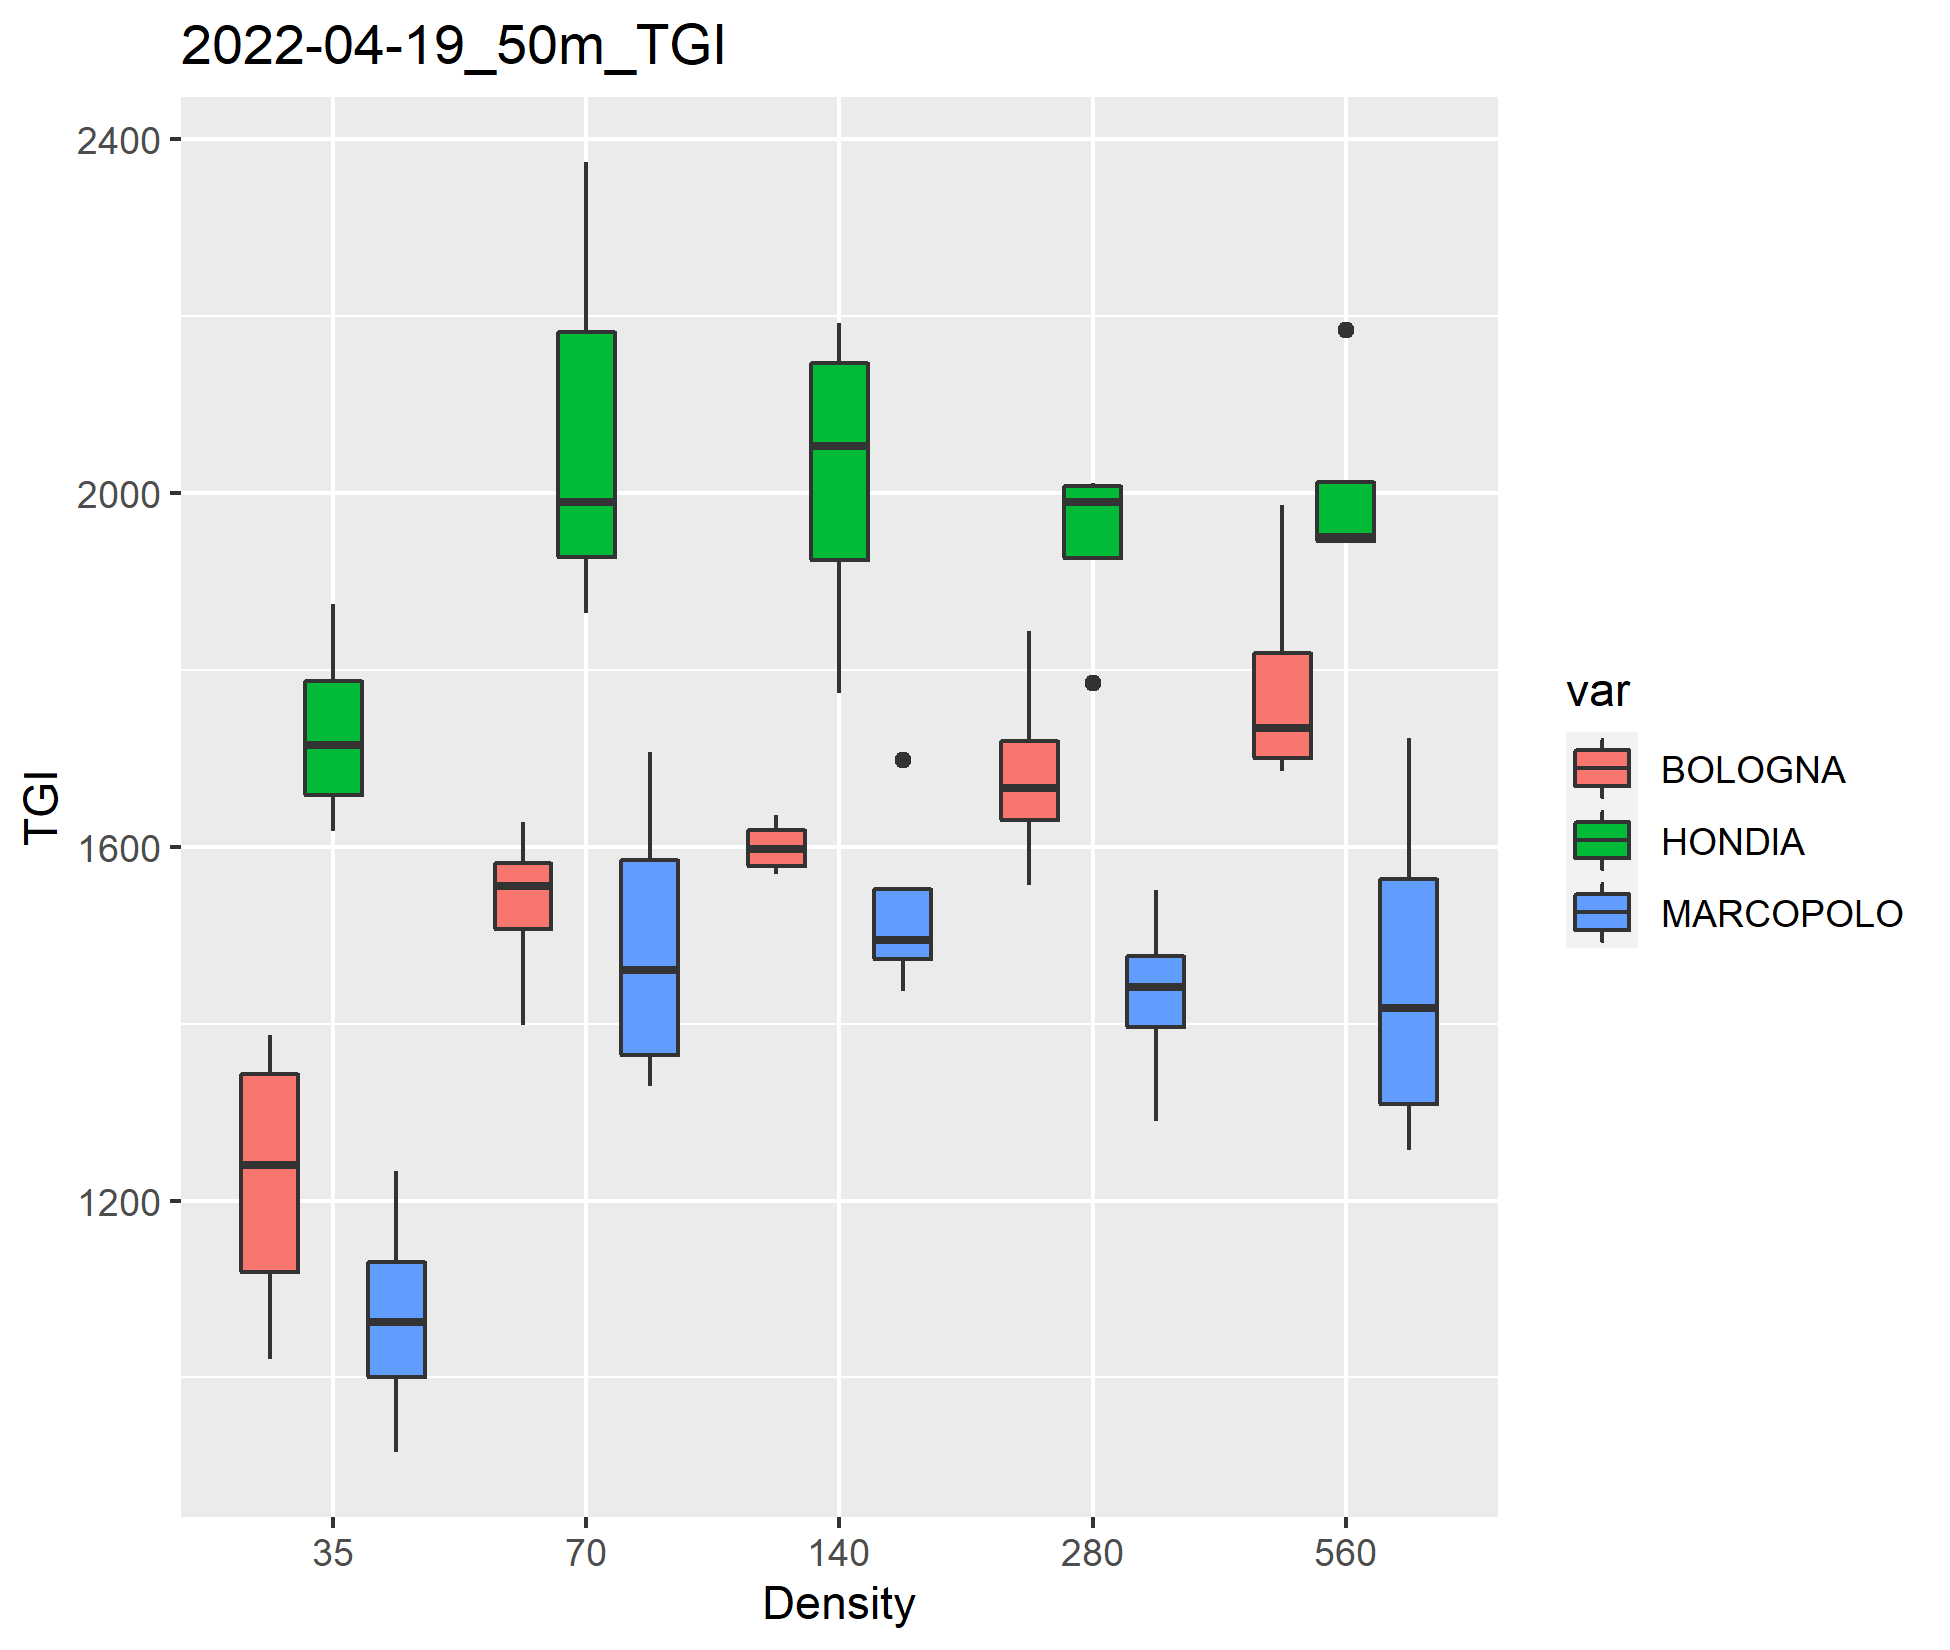 2022-04-19_50m_TGI
2400
2000
1600
1200
TGI
35 70 140 280 560
Density
var
BOLOGNA
HONDIA
MARCOPOLO